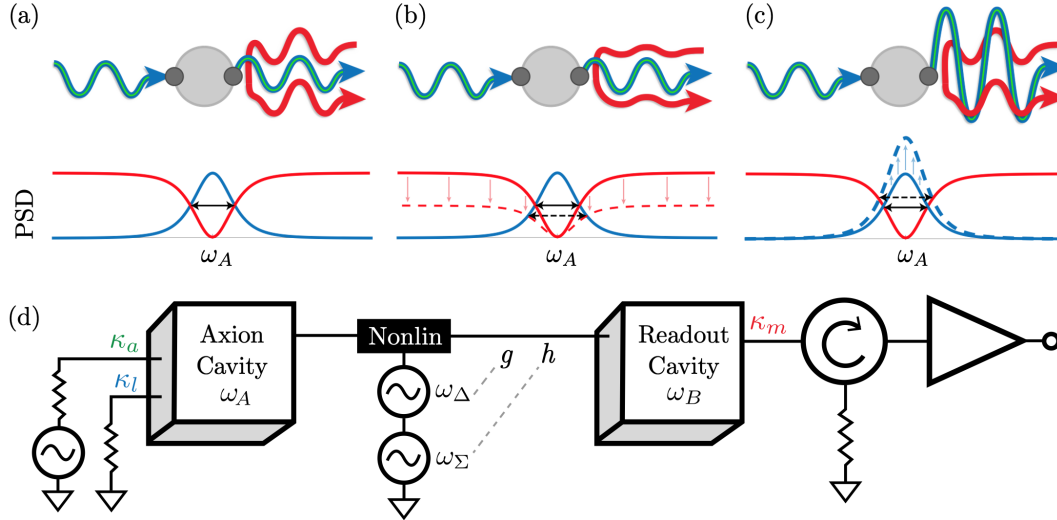 (a)
(b)
(c)
PSD
ω_A
ω_A
ω_A
(d)
κ_a
κ_l
Axion
Cavity
ω_A
Nonlin
g
h
ω_Δ
ω_Σ
Readout
Cavity
ω_B
κ_m